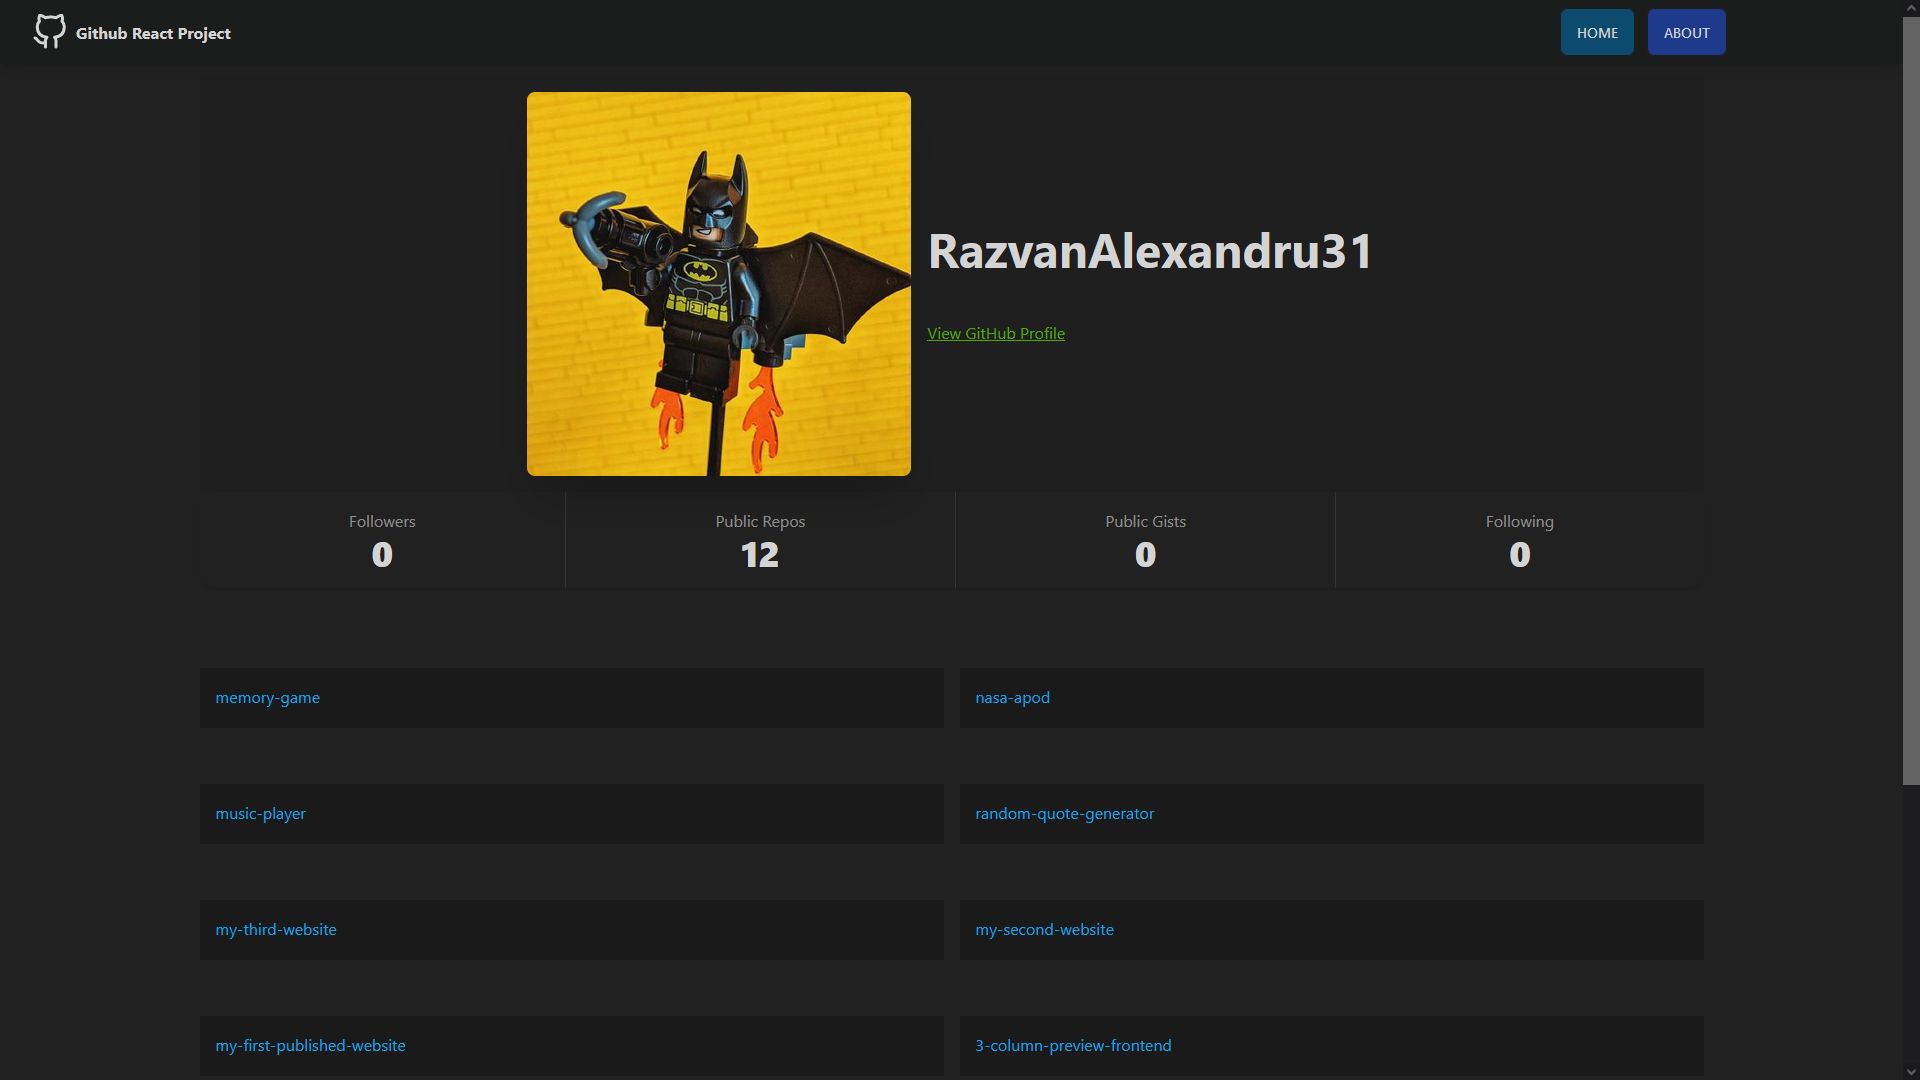 Github React Project
HOME
ABOUT
RazvanAlexandru31
View GitHub Profile
Followers
0
Public Repos
12
Public Gists
0
Following
0
memory-game
nasa-apod
music-player
random-quote-generator
my-third-website
my-second-website
my-first-published-website
3-column-preview-frontend